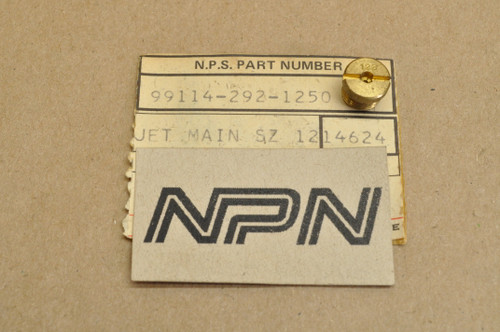 N.P.S. PART NUMBER
99114-292-1250
JET MAIN SZ 12 14624
NPN